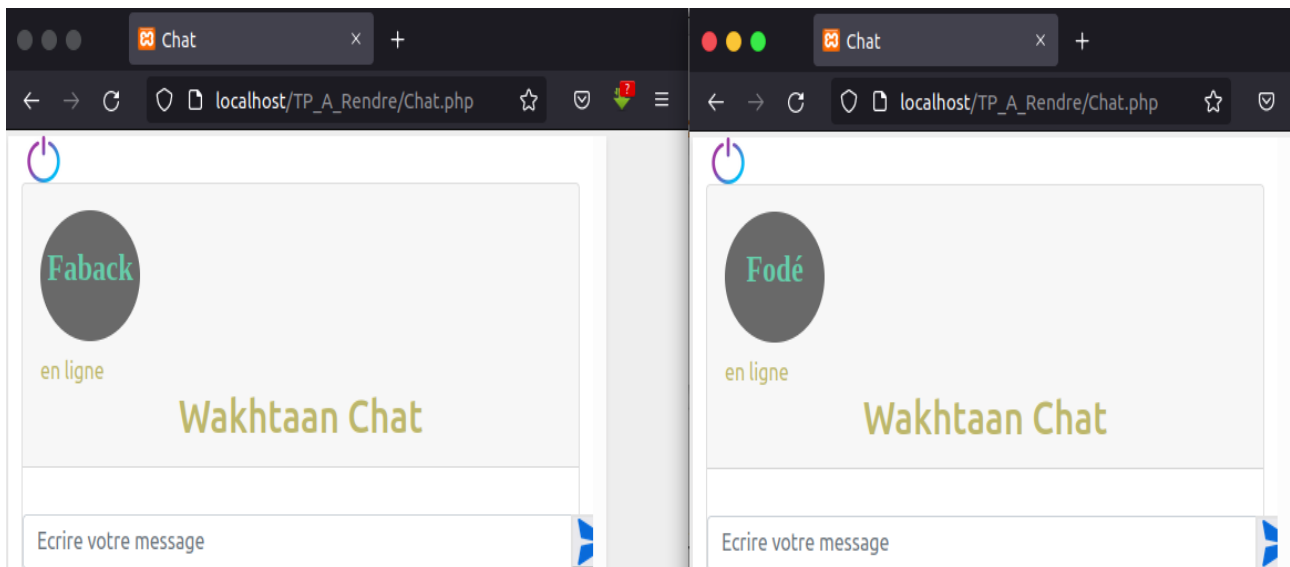 Chat
localhost/TP_A_Rendre/Chat.php
?
Faback
en ligne
Wakhtaan Chat
Ecrire votre message
Chat
localhost/TP_A_Rendre/Chat.php
Fodé
en ligne
Wakhtaan Chat
Ecrire votre message